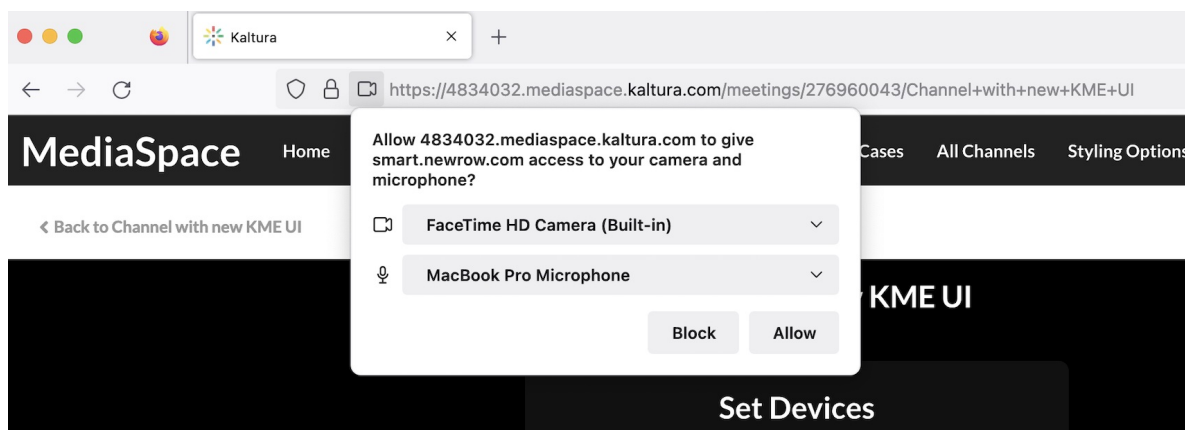 Kaltura
https://4834032.mediaspace.kaltura.com/meetings/276960043/Channel+with+new+KME+UI
MediaSpace Home Cases All Channels Styling Options
Allow 4834032.mediaspace.kaltura.com to give
smart.newrow.com access to your camera and
microphone?
Back to Channel with new KME UI
FaceTime HD Camera (Built-in)
MacBook Pro Microphone
KME UI
Block Allow
Set Devices